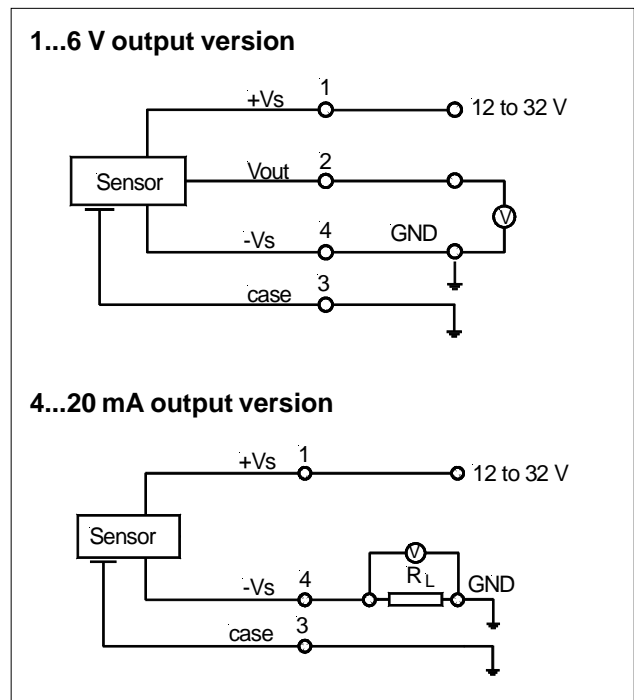 1...6 V output version
1
+Vs 12 to 32 V
2
Vout
Sensor
V
4
-Vs GND
3
case
4...20 mA output version
1
+Vs 12 to 32 V
Sensor
V
4 RL GND
-Vs
3
case